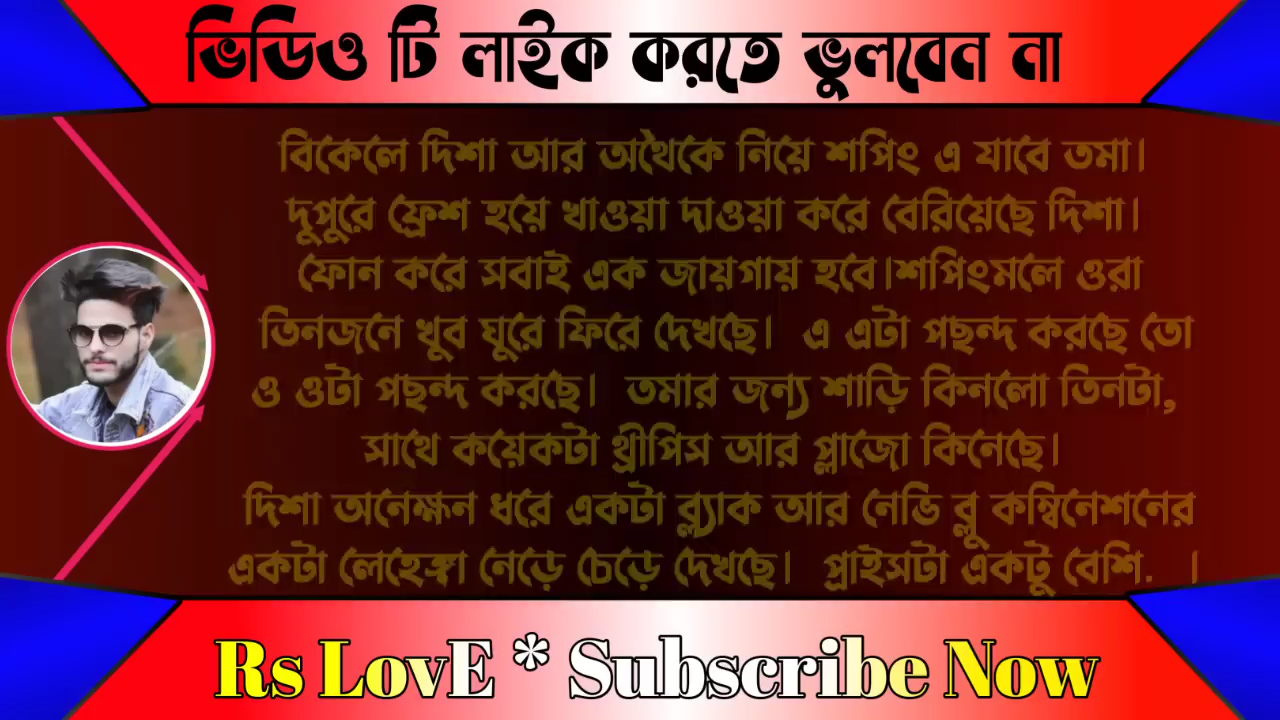 ভিডিও টি লাইক করতে ভুলবেন না
বিকেলে দিশা আর অথৈকে নিয়ে শপিং এ যাবে তমা।
দুপুরে ফ্রেশ হয়ে খাওয়া দাওয়া করে বেরিয়েছে দিশা।
ফোন করে সবাই এক জায়গায় হবে।শপিংমলে ওরা
তিনজনে খুব ঘুরে ফিরে দেখছে। এ এটা পছন্দ করছে তো
ও ওটা পছন্দ করছে। তমার জন্য শাড়ি কিনলো তিনটা,
সাথে কয়েকটা থ্রীপিস আর প্লাজো কিনেছে।
দিশা অনেক্ষন ধরে একটা ব্ল্যাক আর নেভি ব্লু কম্বিনেশনের
একটা লেহেঙ্গা নেড়ে চেড়ে দেখছে। প্রাইসটা একটু বেশি. ।
Rs LovE * Subscribe Now